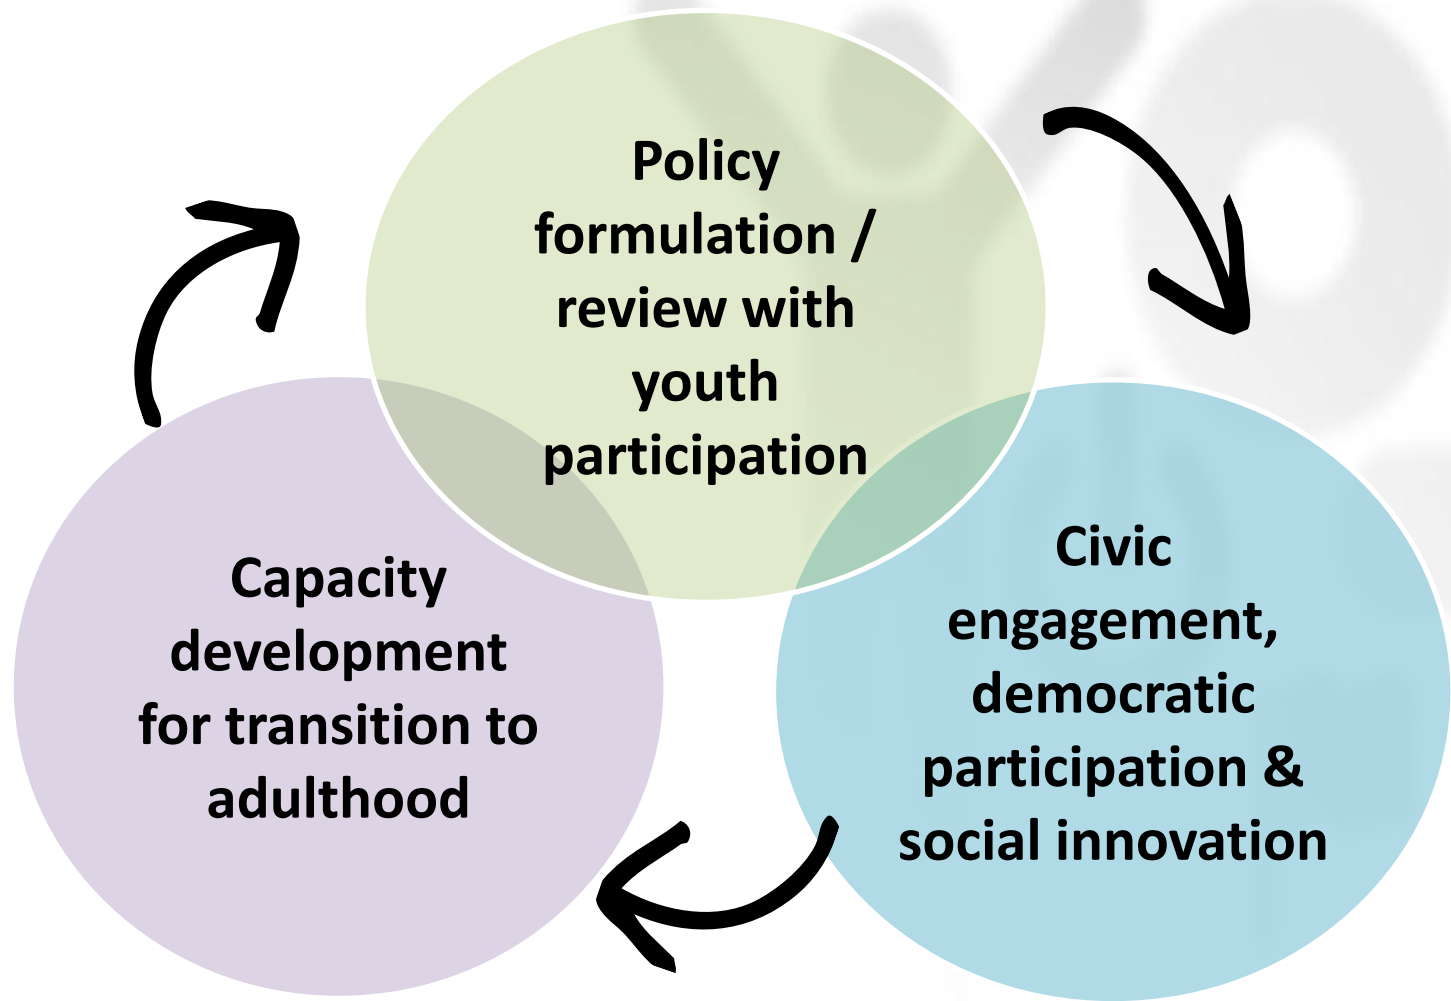 Policy
formulation /
review with
youth
participation
Capacity
development
for transition to
adulthood
Civic
engagement,
democratic
participation &
social innovation